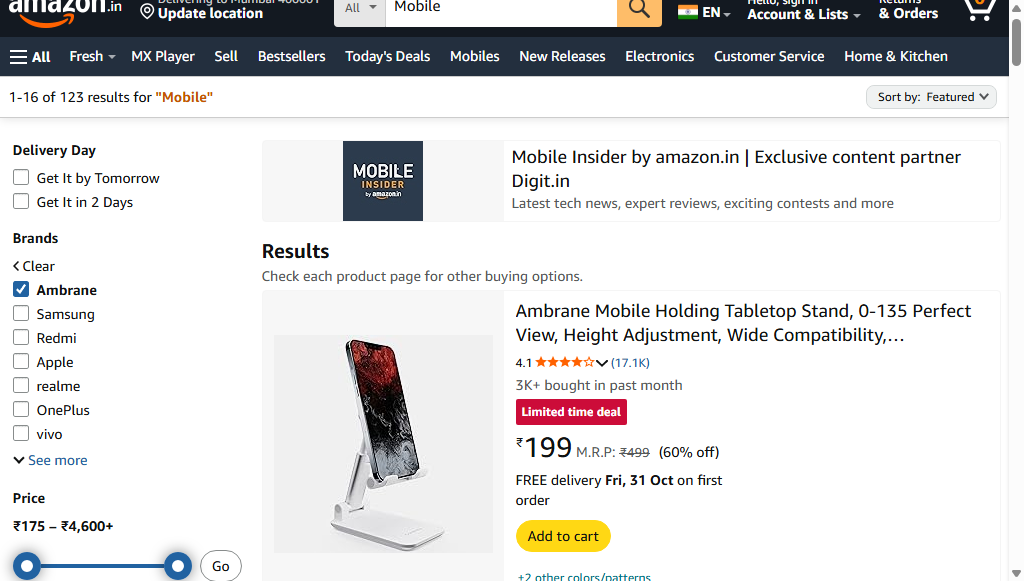 amazon.in
Delivering to Mumbai 400001
Update location
All
Mobile
EN
Hello, sign in
Account & Lists
Returns
& Orders
0
All
Fresh
MX Player
Sell
Bestsellers
Today's Deals
Mobiles
New Releases
Electronics
Customer Service
Home & Kitchen
1-16 of 123 results for "Mobile"
Sort by: Featured
Delivery Day
Get It by Tomorrow
Get It in 2 Days
Brands
Clear
Ambrane
Samsung
Redmi
Apple
realme
OnePlus
vivo
See more
Price
₹175 – ₹4,600+
Go
MOBILE
INSIDER
by amazon.in
Mobile Insider by amazon.in | Exclusive content partner
Digit.in
Latest tech news, expert reviews, exciting contests and more
Results
Check each product page for other buying options.
Ambrane Mobile Holding Tabletop Stand, 0-135 Perfect
View, Height Adjustment, Wide Compatibility,…
4.1 (17.1K)
3K+ bought in past month
Limited time deal
₹199 M.R.P: ₹499 (60% off)
FREE delivery Fri, 31 Oct on first
order
Add to cart
+2 other colors/patterns